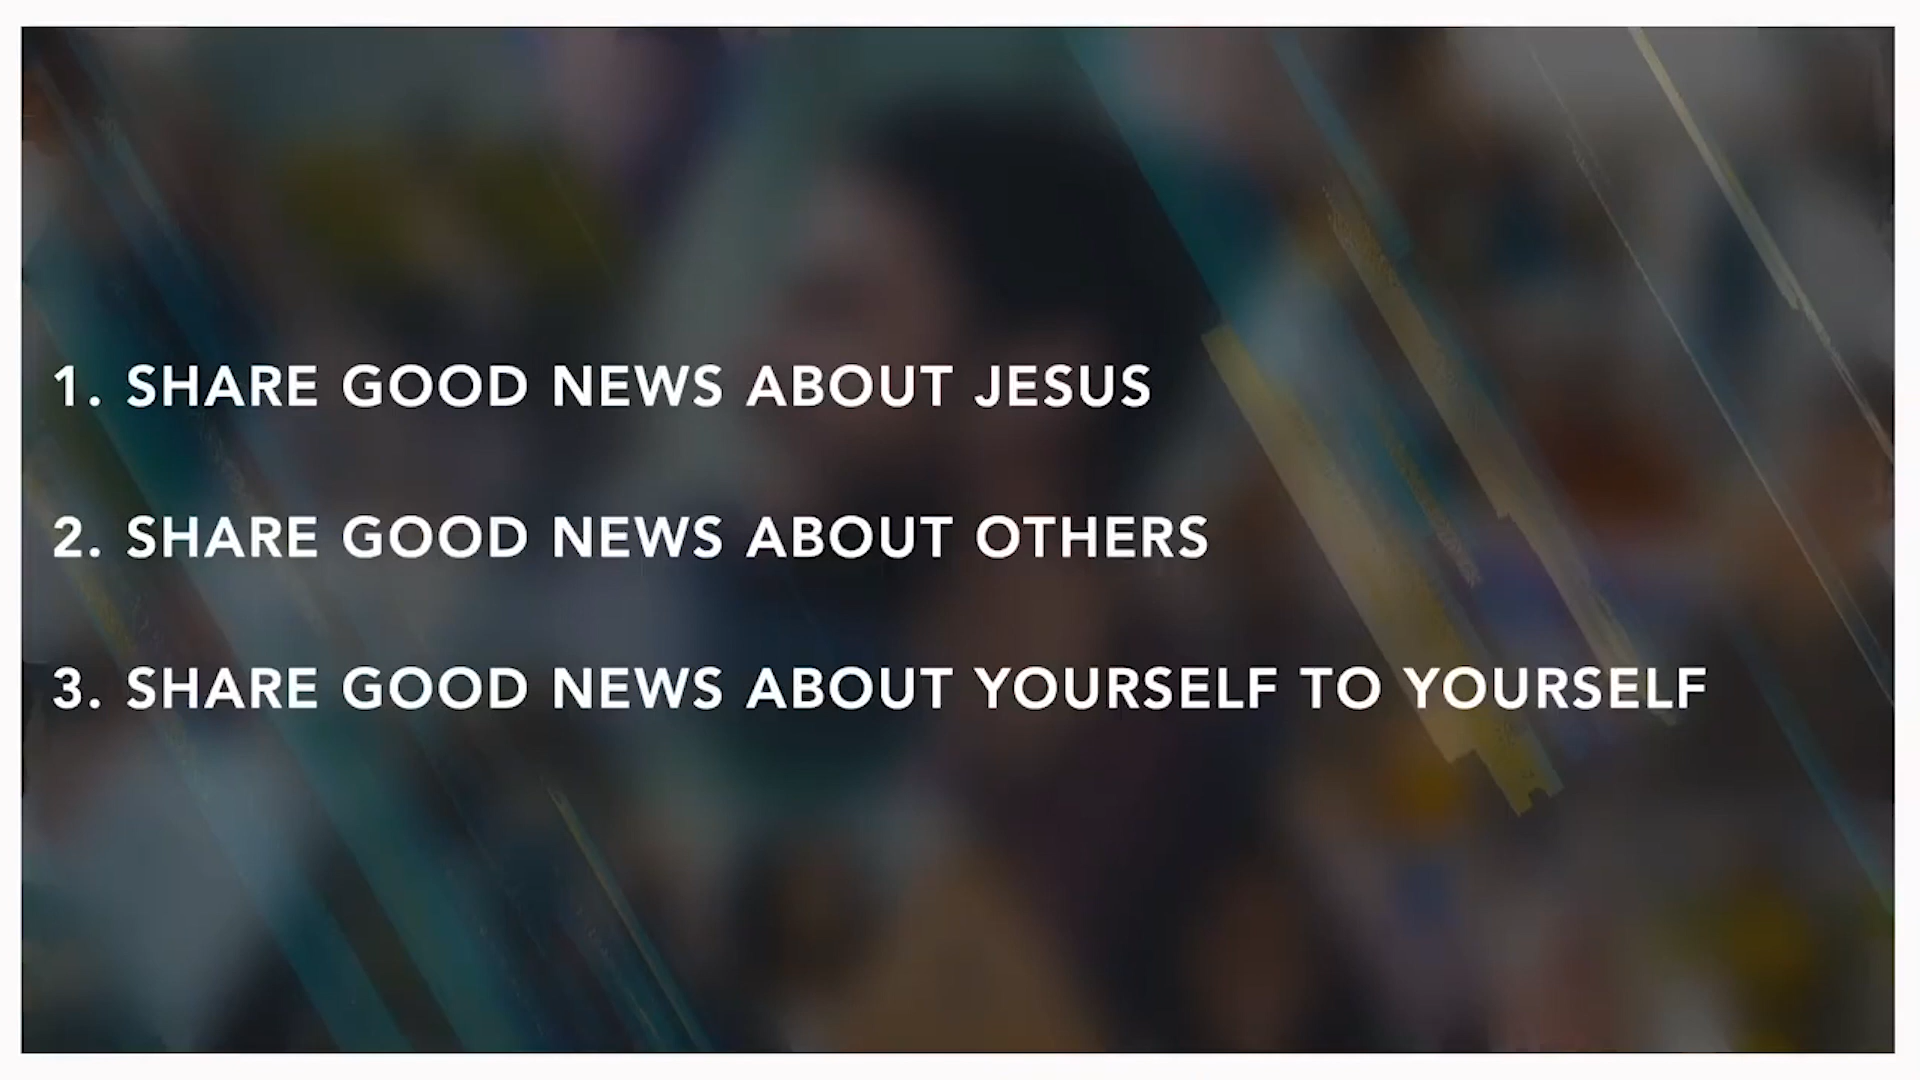 1. SHARE GOOD NEWS ABOUT JESUS
2. SHARE GOOD NEWS ABOUT OTHERS
3. SHARE GOOD NEWS ABOUT YOURSELF TO YOURSELF